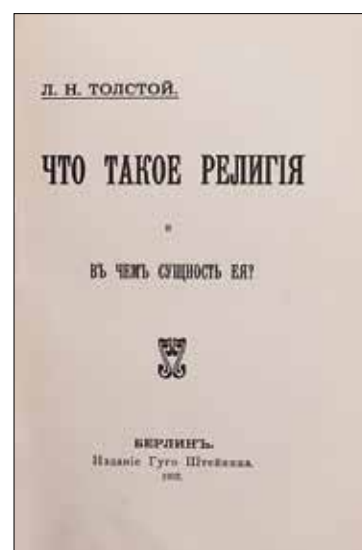 Л. Н. ТОЛСТОЙ.
ЧТО ТАКОЕ РЕЛИГІЯ
и
ВЪ ЧЕМЪ СУЩНОСТЬ ЕЯ?
БЕРЛИНЪ.
Изданіе Гуго Штейница.